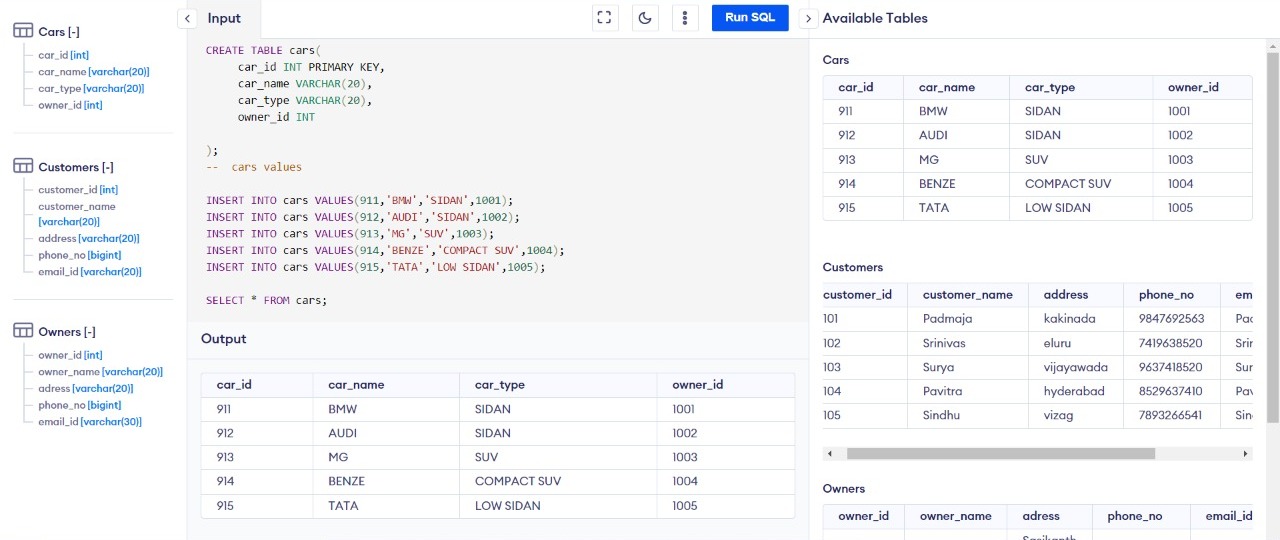 Cars [-]
car_id [int]
car_name [varchar(20)]
car_type [varchar(20)]
owner_id [int]
Customers [-]
customer_id [int]
customer_name
[varchar(20)]
address [varchar(20)]
phone_no [bigint]
email_id [varchar(20)]
Owners [-]
owner_id [int]
owner_name [varchar(20)]
adress [varchar(20)]
phone_no [bigint]
email_id [varchar(30)]
Input
Run SQL
CREATE TABLE cars(
car_id INT PRIMARY KEY,
car_name VARCHAR(20),
car_type VARCHAR(20),
owner_id INT
);
-- cars values
INSERT INTO cars VALUES(911,'BMW','SIDAN',1001);
INSERT INTO cars VALUES(912,'AUDI','SIDAN',1002);
INSERT INTO cars VALUES(913,'MG','SUV',1003);
INSERT INTO cars VALUES(914,'BENZE','COMPACT SUV',1004);
INSERT INTO cars VALUES(915,'TATA','LOW SIDAN',1005);
SELECT * FROM cars;
Output
car_id car_name car_type owner_id
911 BMW SIDAN 1001
912 AUDI SIDAN 1002
913 MG SUV 1003
914 BENZE COMPACT SUV 1004
915 TATA LOW SIDAN 1005
Available Tables
Cars
car_id car_name car_type owner_id
911 BMW SIDAN 1001
912 AUDI SIDAN 1002
913 MG SUV 1003
914 BENZE COMPACT SUV 1004
915 TATA LOW SIDAN 1005
Customers
customer_id customer_name address phone_no em
101 Padmaja kakinada 9847692563
102 Srinivas eluru 7419638520
103 Surya vijayawada 9637418520
104 Pavitra hyderabad 8529637410
105 Sindhu vizag 7893266541
Owners
owner_id owner_name adress phone_no email_id